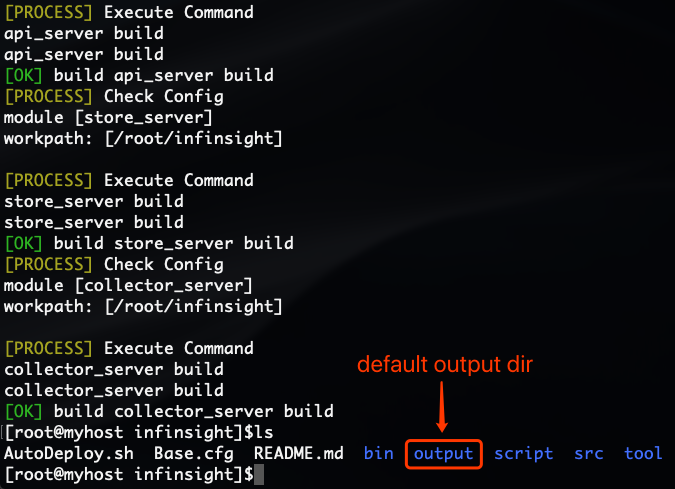 [PROCESS] Execute Command
api_server build
api_server build
[OK] build api_server build
[PROCESS] Check Config
module [store_server]
workpath: [/root/infinsight]
[PROCESS] Execute Command
store_server build
store_server build
[OK] build store_server build
[PROCESS] Check Config
module [collector_server]
workpath: [/root/infinsight]
[PROCESS] Execute Command
collector_server build
default output dir
collector_server build
[OK] build collector_server build
[root@myhost infinsight]$ls
AutoDeploy.sh Base.cfg README.md bin output script src tool
[root@myhost infinsight]$